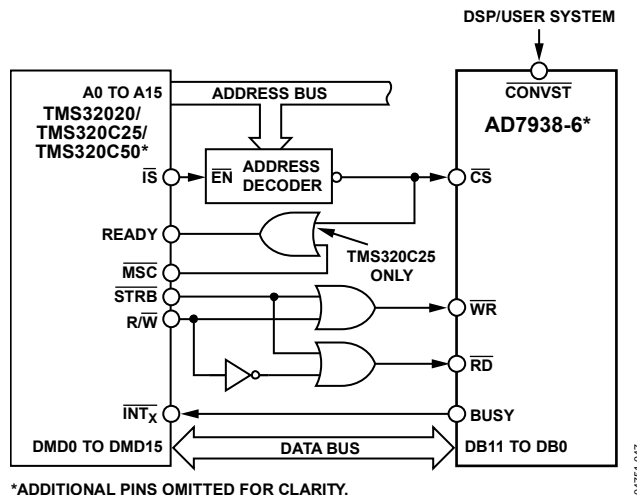 DSP/USER SYSTEM
A0 TO A15
ADDRESS BUS
CONVST
TMS32020/
TMS320C25/
TMS320C50*
AD7938-6*
IS
EN
ADDRESS
DECODER
CS
READY
TMS320C25
ONLY
MSC
STRB
R/W
WR
RD
INTX
BUSY
DMD0 TO DMD15
DATA BUS
DB11 TO DB0
*ADDITIONAL PINS OMITTED FOR CLARITY.